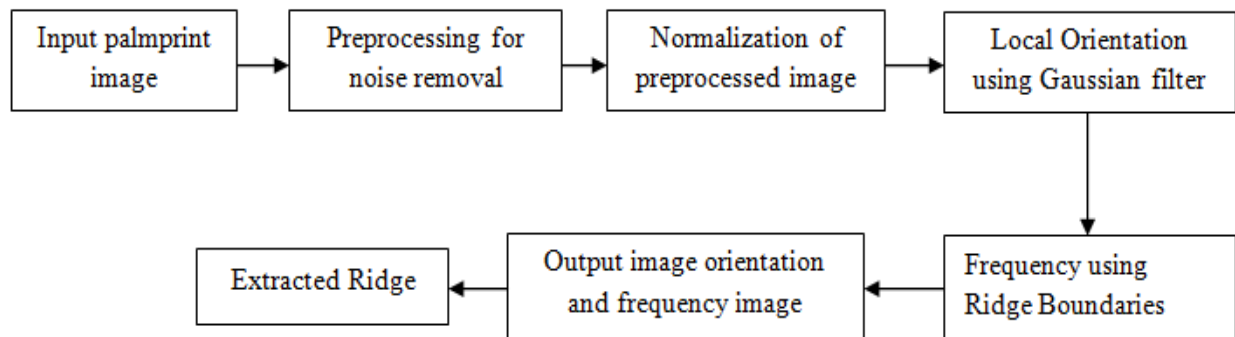 Input palmprint
image
Preprocessing for
noise removal
Normalization of
preprocessed image
Local Orientation
using Gaussian filter
Frequency using
Ridge Boundaries
Output image orientation
and frequency image
Extracted Ridge